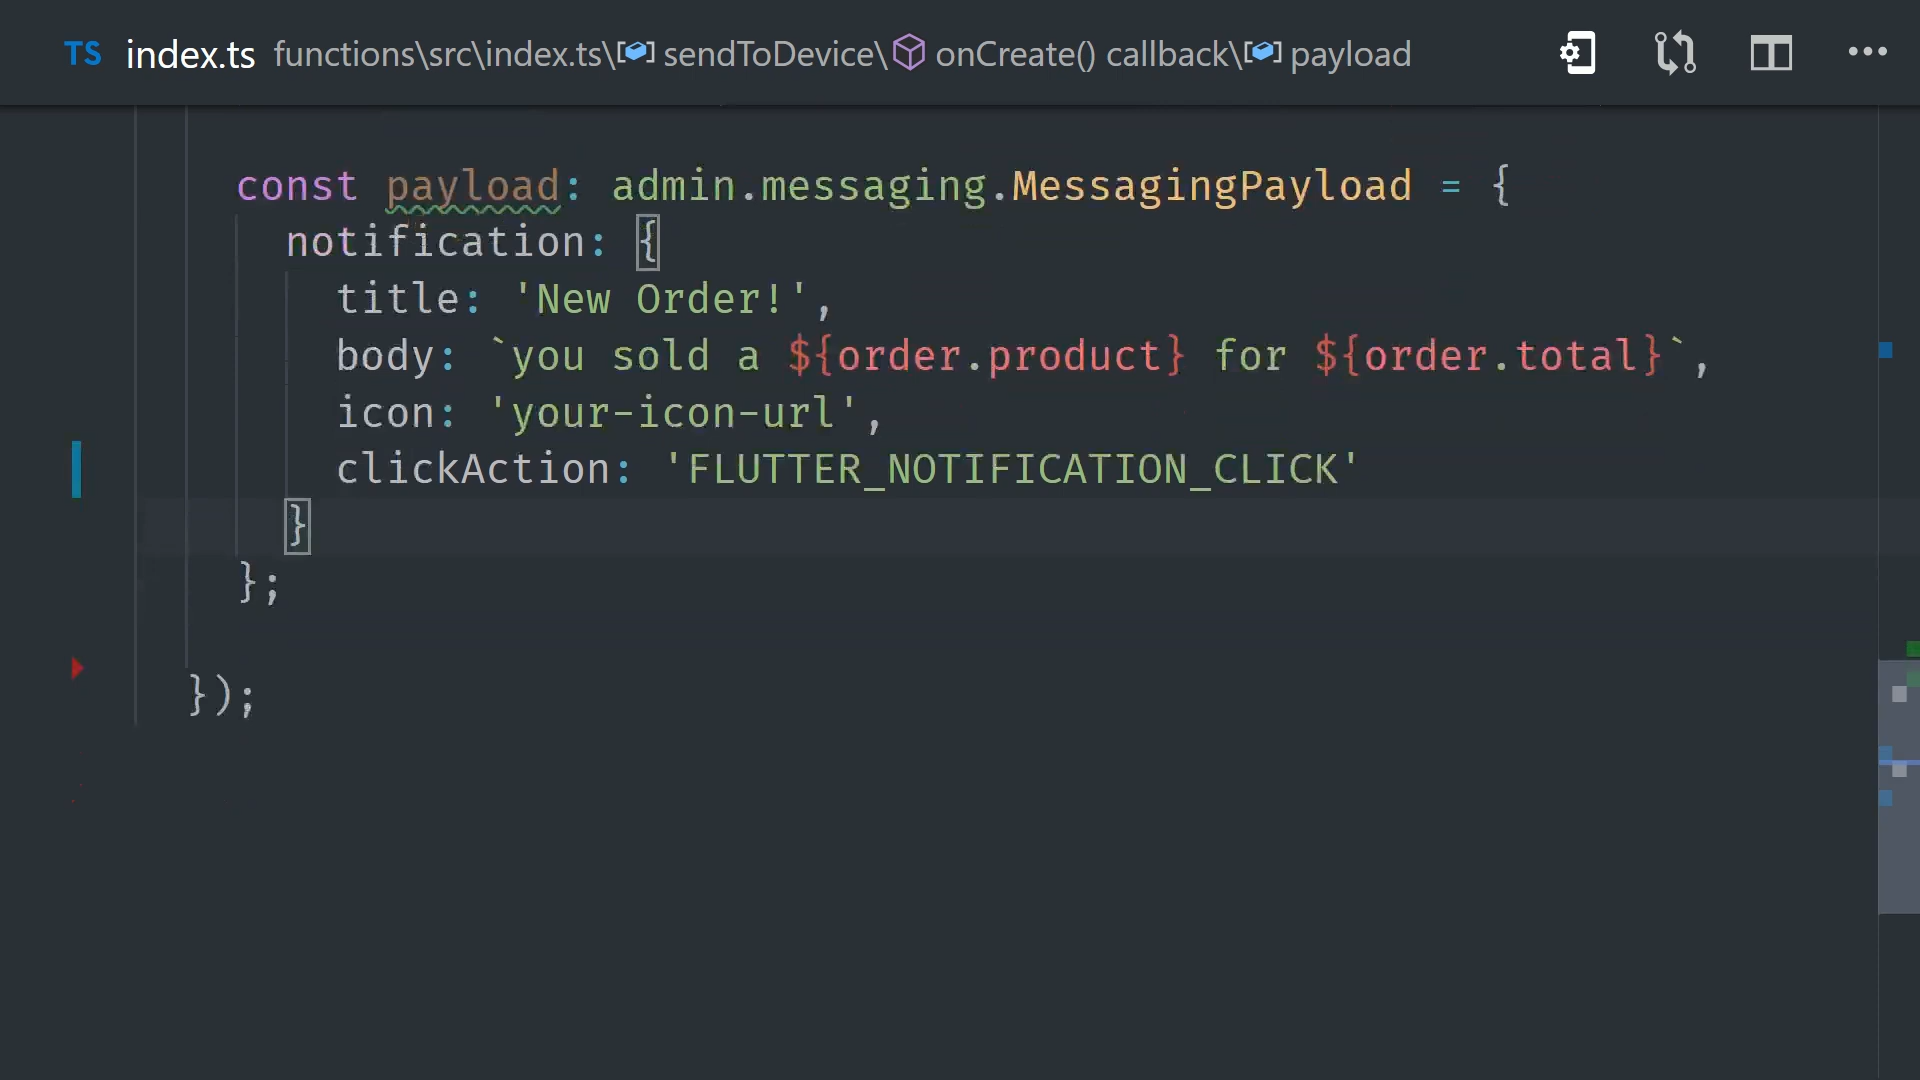 TS index.ts functions\src\index.ts\ sendToDevice\ onCreate() callback\ payload
const payload: admin.messaging.MessagingPayload = {
notification: {
title: 'New Order!',
body: `you sold a ${order.product} for ${order.total}`,
icon: 'your-icon-url',
clickAction: 'FLUTTER_NOTIFICATION_CLICK'
}
};
});